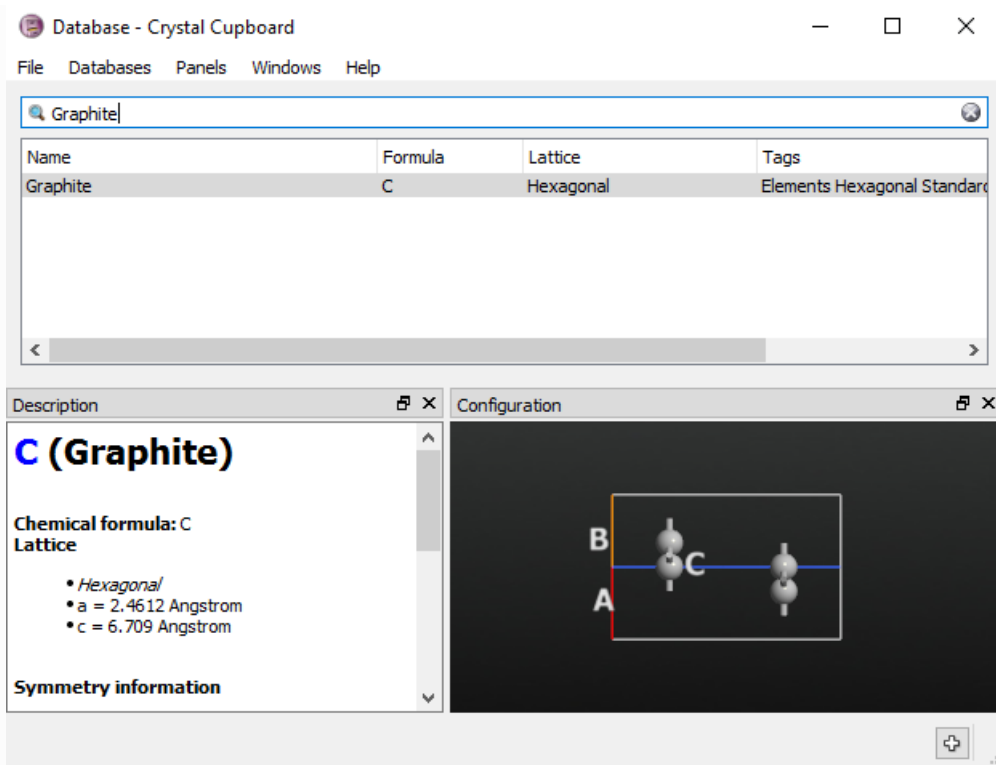 Database - Crystal Cupboard
File Databases Panels Windows Help
Graphite
Name Formula Lattice Tags
Graphite C Hexagonal Elements Hexagonal Standard
Description
Configuration
C (Graphite)
Chemical formula: C
Lattice
• Hexagonal
• a = 2.4612 Angstrom
• c = 6.709 Angstrom
Symmetry information
B
C
A